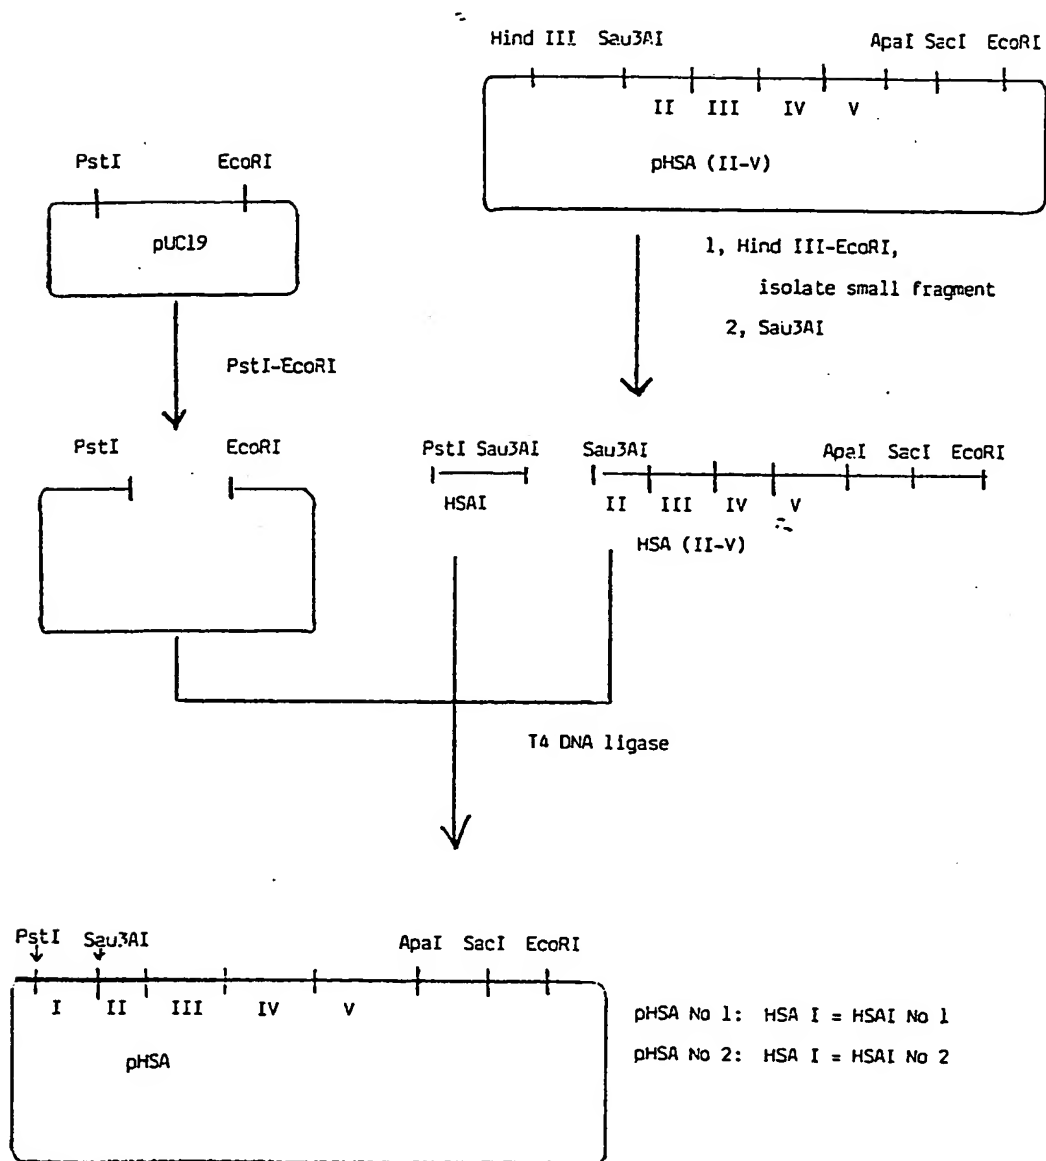 Hind III Sau3AI ApaI SacI EcoRI
II III IV V
pHSA (II-V)
PstI EcoRI
pUC19
1, Hind III-EcoRI,
isolate small fragment
2, Sau3AI
PstI-EcoRI
PstI EcoRI
PstI Sau3AI
HSAI
Sau3AI ApaI SacI EcoRI
II III IV V
HSA (II-V)
T4 DNA ligase
PstI Sau3AI ApaI SacI EcoRI
I II III IV V
pHSA
pHSA No 1: HSA I = HSAI No 1
pHSA No 2: HSA I = HSAI No 2